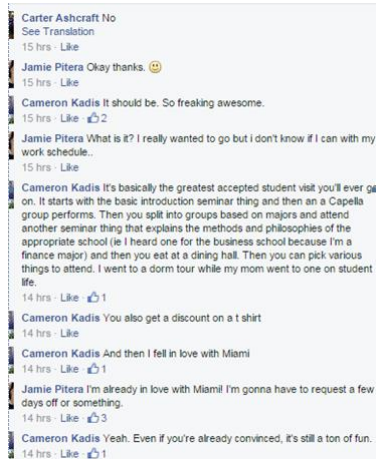 Carter Ashcraft No
See Translation
15 hrs · Like
Jamie Pitera Okay thanks. 🙂
15 hrs · Like
Cameron Kadis It should be. So freaking awesome.
15 hrs · Like · 2
Jamie Pitera What is it? I really wanted to go but i don't know if I can with my
work schedule..
15 hrs · Like
Cameron Kadis It's basically the greatest accepted student visit you'll ever
on. It starts with the basic introduction seminar thing and then an a Capella
group performs. Then you split into groups based on majors and attend
another seminar thing that explains the methods and philosophies of the
appropriate school (ie I heard one for the business school because I'm a
finance major) and then you eat at a dining hall. Then you can pick various
things to attend. I went to a dorm tour while my mom went to one on student
life.
14 hrs · Like · 1
Cameron Kadis You also get a discount on a t shirt
14 hrs · Like
Cameron Kadis And then I fell in love with Miami
14 hrs · Like · 1
Jamie Pitera I'm already in love with Miami! I'm gonna have to request a few
days off or something.
14 hrs · Like · 3
Cameron Kadis Yeah. Even if you're already convinced, it's still a ton of fun.
14 hrs · Like · 1